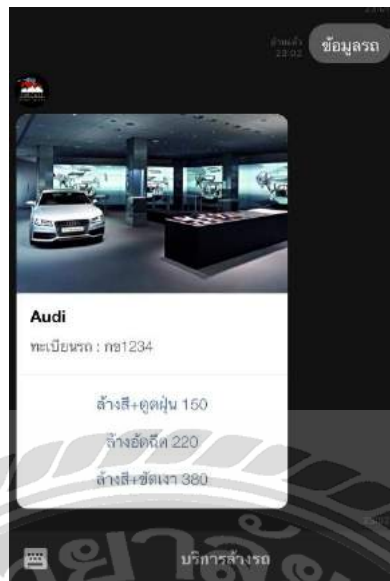 ข้อมูลรถ
อ่านแล้ว
23:02
Audi
ทะเบียนรถ : กข1234
ล้างสี+ดูดฝุ่น 150
ล้างอัดฉีด 220
ล้างสี+ขัดเงา 380
บริการล้างรถ